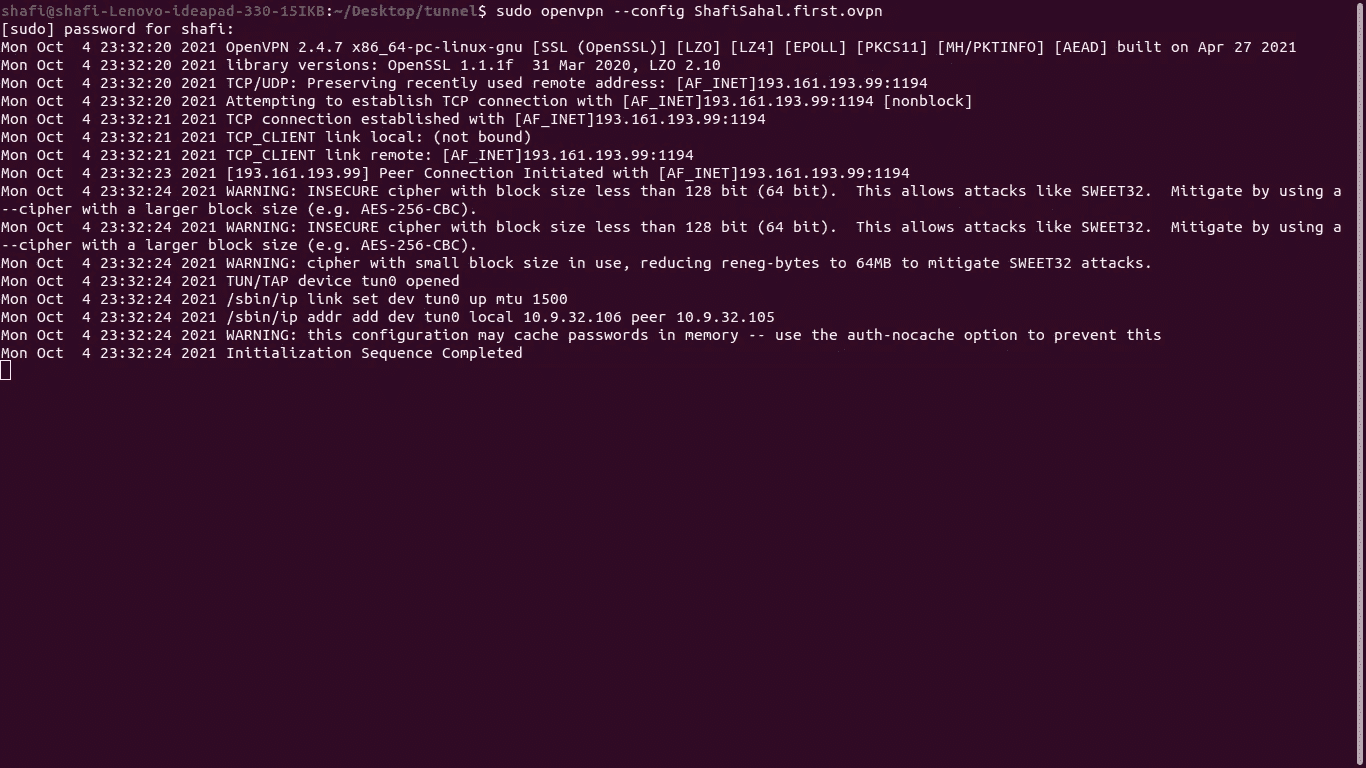 shafi@shafi-Lenovo-ideapad-330-15IKB:~/Desktop/tunnel$ sudo openvpn --config ShafiSahal.first.ovpn
[sudo] password for shafi:
Mon Oct  4 23:32:20 2021 OpenVPN 2.4.7 x86_64-pc-linux-gnu [SSL (OpenSSL)] [LZO] [LZ4] [EPOLL] [PKCS11] [MH/PKTINFO] [AEAD] built on Apr 27 2021
Mon Oct  4 23:32:20 2021 library versions: OpenSSL 1.1.1f  31 Mar 2020, LZO 2.10
Mon Oct  4 23:32:20 2021 TCP/UDP: Preserving recently used remote address: [AF_INET]193.161.193.99:1194
Mon Oct  4 23:32:20 2021 Attempting to establish TCP connection with [AF_INET]193.161.193.99:1194 [nonblock]
Mon Oct  4 23:32:21 2021 TCP connection established with [AF_INET]193.161.193.99:1194
Mon Oct  4 23:32:21 2021 TCP_CLIENT link local: (not bound)
Mon Oct  4 23:32:21 2021 TCP_CLIENT link remote: [AF_INET]193.161.193.99:1194
Mon Oct  4 23:32:23 2021 [193.161.193.99] Peer Connection Initiated with [AF_INET]193.161.193.99:1194
Mon Oct  4 23:32:24 2021 WARNING: INSECURE cipher with block size less than 128 bit (64 bit).  This allows attacks like SWEET32.  Mitigate by using a
--cipher with a larger block size (e.g. AES-256-CBC).
Mon Oct  4 23:32:24 2021 WARNING: INSECURE cipher with block size less than 128 bit (64 bit).  This allows attacks like SWEET32.  Mitigate by using a
--cipher with a larger block size (e.g. AES-256-CBC).
Mon Oct  4 23:32:24 2021 WARNING: cipher with small block size in use, reducing reneg-bytes to 64MB to mitigate SWEET32 attacks.
Mon Oct  4 23:32:24 2021 TUN/TAP device tun0 opened
Mon Oct  4 23:32:24 2021 /sbin/ip link set dev tun0 up mtu 1500
Mon Oct  4 23:32:24 2021 /sbin/ip addr add dev tun0 local 10.9.32.106 peer 10.9.32.105
Mon Oct  4 23:32:24 2021 WARNING: this configuration may cache passwords in memory -- use the auth-nocache option to prevent this
Mon Oct  4 23:32:24 2021 Initialization Sequence Completed